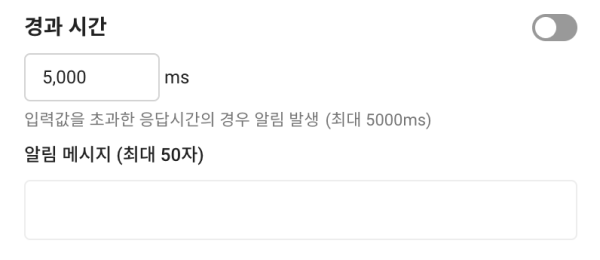 경과 시간
5,000 ms
입력값을 초과한 응답시간의 경우 알림 발생 (최대 5000ms)
알림 메시지 (최대 50자)